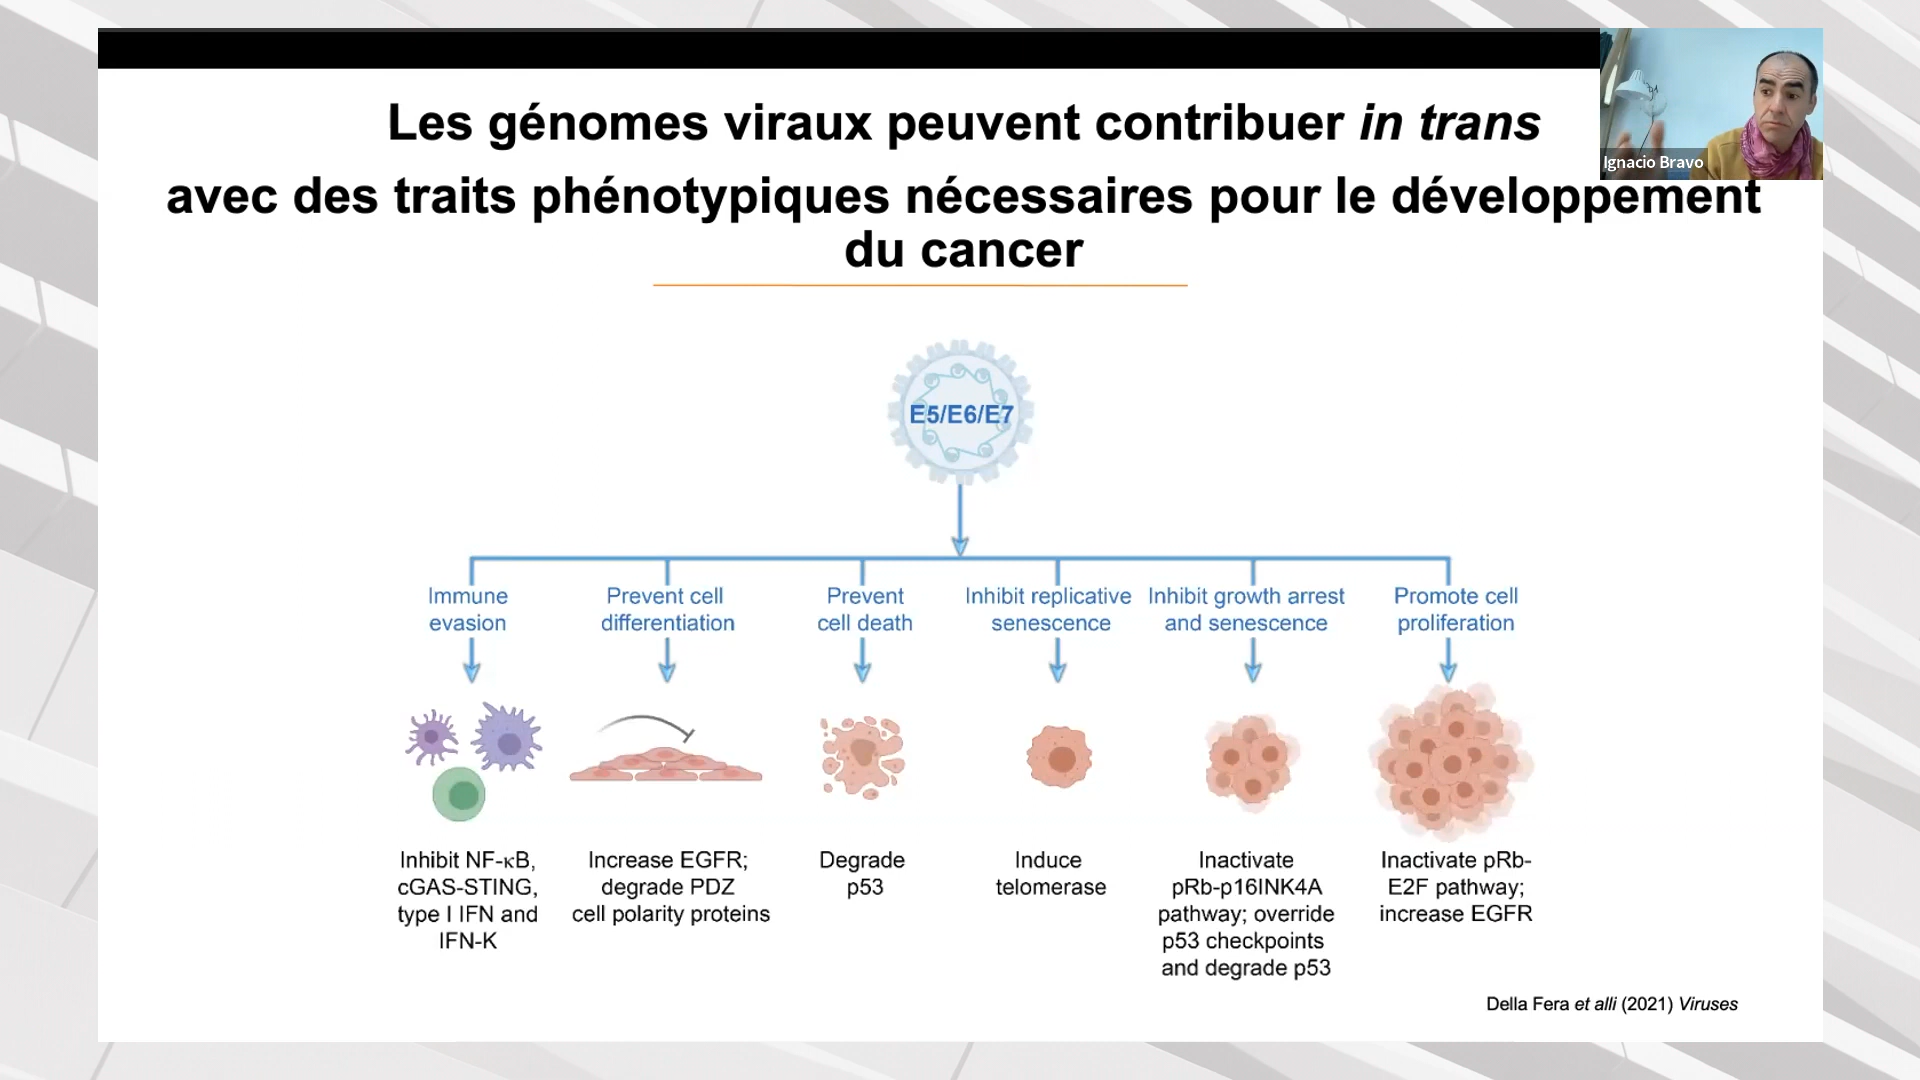 Les génomes viraux peuvent contribuer in trans
avec des traits phénotypiques nécessaires pour le développement
du cancer
Ignacio Bravo
E5/E6/E7
Immune
evasion
Prevent cell
differentiation
Prevent
cell death
Inhibit replicative
senescence
Inhibit growth arrest
and senescence
Promote cell
proliferation
Inhibit NF-κB,
cGAS-STING,
type I IFN and
IFN-K
Increase EGFR;
degrade PDZ
cell polarity proteins
Degrade
p53
Induce
telomerase
Inactivate
pRb-p16INK4A
pathway; override
p53 checkpoints
and degrade p53
Inactivate pRb-
E2F pathway;
increase EGFR
Della Fera et alli (2021) Viruses